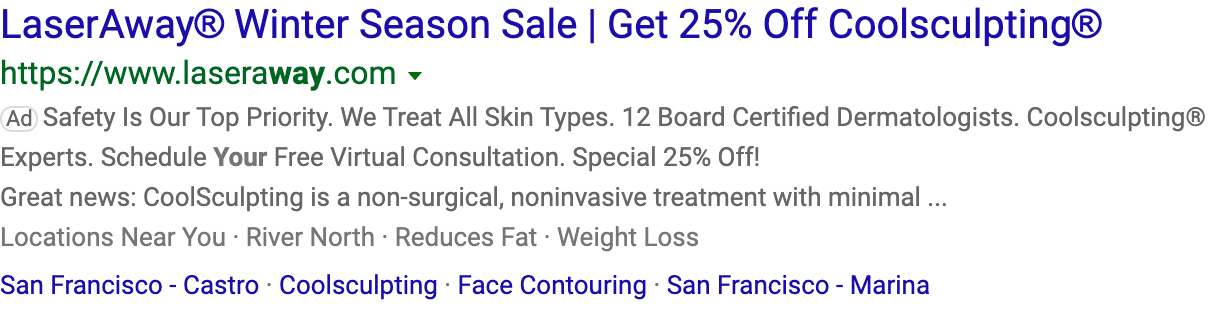 LaserAway® Winter Season Sale | Get 25% Off Coolsculpting®
https://www.laseraway.com
Ad Safety Is Our Top Priority. We Treat All Skin Types. 12 Board Certified Dermatologists. Coolsculpting®
Experts. Schedule Your Free Virtual Consultation. Special 25% Off!
Great news: CoolSculpting is a non-surgical, noninvasive treatment with minimal ...
Locations Near You · River North · Reduces Fat · Weight Loss
San Francisco - Castro · Coolsculpting · Face Contouring · San Francisco - Marina